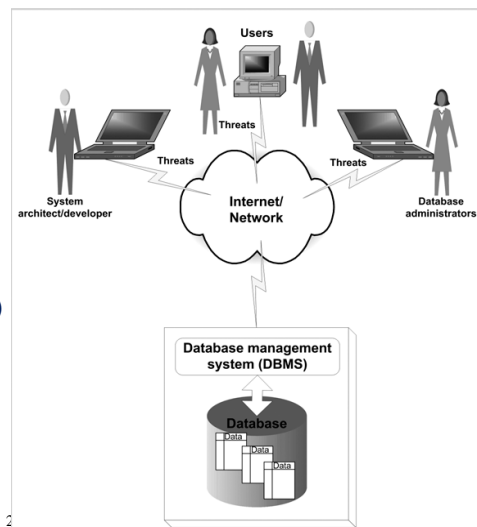 Users
Threats
Threats
Threats
System
architect/developer
Internet/
Network
Database
administrators
Database management
system (DBMS)
Database
Data
Data
Data
2